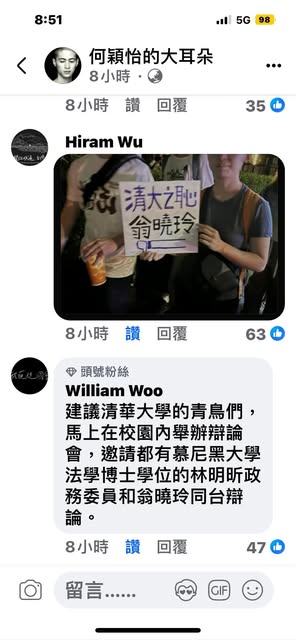 8:51
5G
98
何穎怡的大耳朵
8小時
8小時 讚 回覆
35
Hiram Wu
清大之恥
翁曉玲
8小時 讚 回覆
63
頭號粉絲
William Woo
建議清華大學的青鳥們，
馬上在校園內舉辦辯論
會，邀請都有慕尼黑大學
法學博士學位的林明昕政
務委員和翁曉玲同台辯
論。
8小時 讚 回覆
47
留言......
GIF